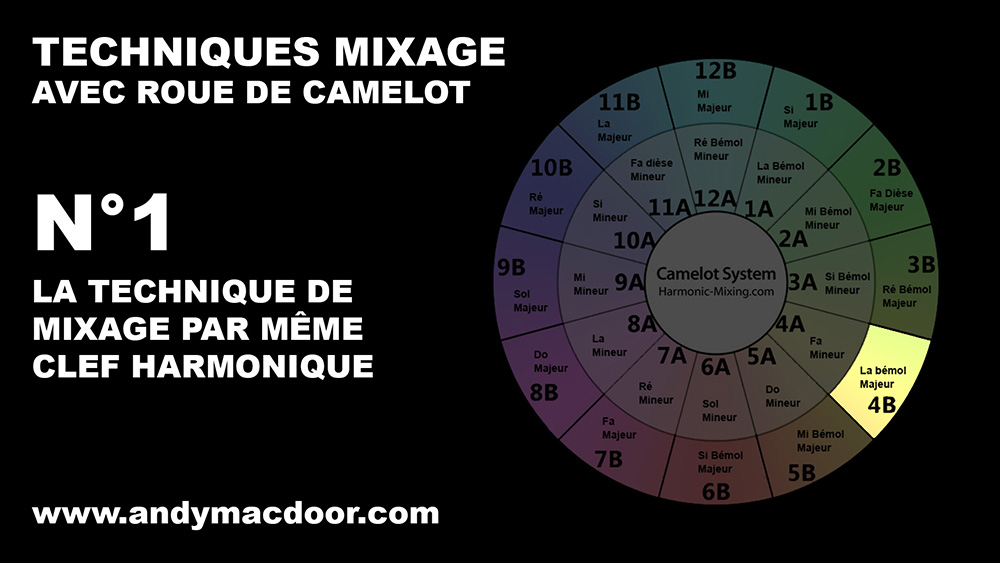 TECHNIQUES MIXAGE
AVEC ROUE DE CAMELOT
N°1
LA TECHNIQUE DE
MIXAGE PAR MÊME
CLEF HARMONIQUE
www.andymacdoor.com
12B
Mi
Majeur
1B
Si
Majeur
2B
Fa Dièse
Majeur
3B
Ré Bémol
Majeur
La bémol
Majeur
4B
Mi Bémol
Majeur
5B
Si Bémol
Majeur
6B
Fa
Majeur
7B
Do
Majeur
8B
9B
Sol
Majeur
10B
Ré
Majeur
11B
La
Majeur
Ré Bémol
Mineur
12A
La Bémol
Mineur
1A
Mi Bémol
Mineur
2A
3A
Si Bémol
Mineur
4A
Fa
Mineur
5A
Do
Mineur
6A
Sol
Mineur
7A
Ré
Mineur
8A
La
Mineur
Mi
Mineur
9A
Si
Mineur
10A
Fa dièse
Mineur
11A
Camelot System
Harmonic-Mixing.com